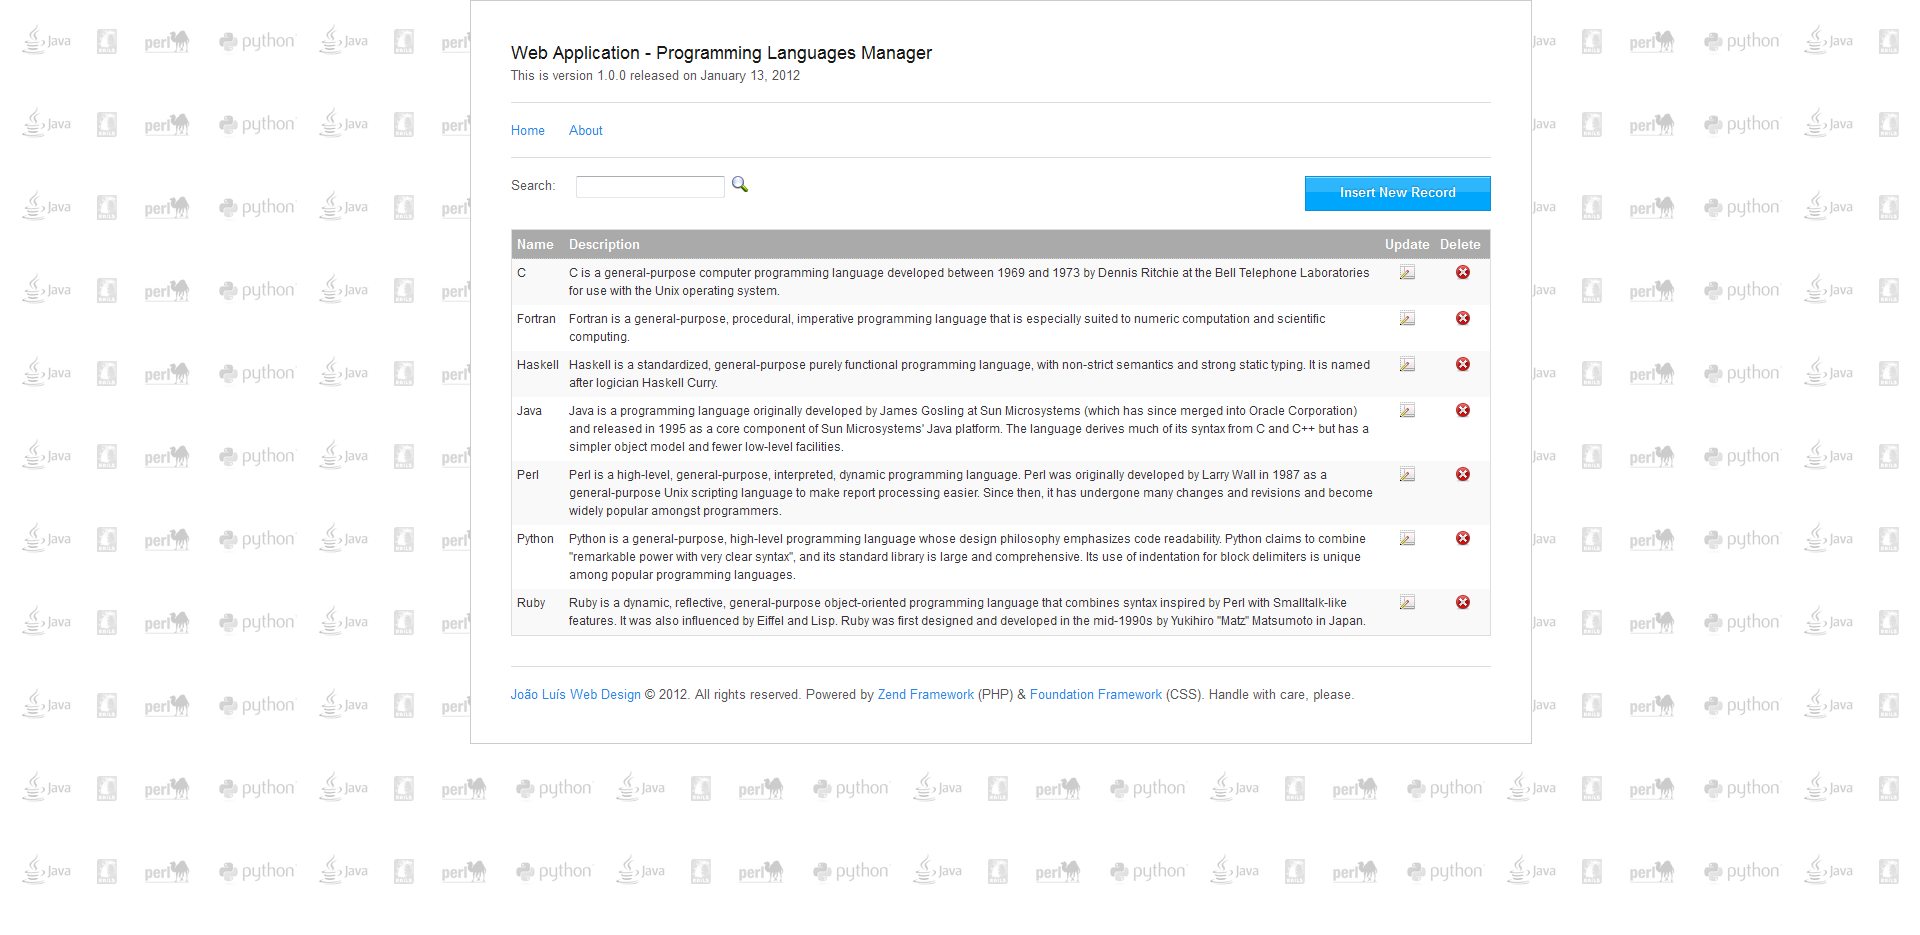 Web Application - Programming Languages Manager
This is version 1.0.0 released on January 13, 2012
Home About
Search:
Insert New Record
Name Description Update Delete
C C is a general-purpose computer programming language developed between 1969 and 1973 by Dennis Ritchie at the Bell Telephone Laboratories
for use with the Unix operating system.
Fortran Fortran is a general-purpose, procedural, imperative programming language that is especially suited to numeric computation and scientific
computing.
Haskell Haskell is a standardized, general-purpose purely functional programming language, with non-strict semantics and strong static typing. It is named
after logician Haskell Curry.
Java Java is a programming language originally developed by James Gosling at Sun Microsystems (which has since merged into Oracle Corporation)
and released in 1995 as a core component of Sun Microsystems' Java platform. The language derives much of its syntax from C and C++ but has a
simpler object model and fewer low-level facilities.
Perl Perl is a high-level, general-purpose, interpreted, dynamic programming language. Perl was originally developed by Larry Wall in 1987 as a
general-purpose Unix scripting language to make report processing easier. Since then, it has undergone many changes and revisions and become
widely popular amongst programmers.
Python Python is a general-purpose, high-level programming language whose design philosophy emphasizes code readability. Python claims to combine
"remarkable power with very clear syntax", and its standard library is large and comprehensive. Its use of indentation for block delimiters is unique
among popular programming languages.
Ruby Ruby is a dynamic, reflective, general-purpose object-oriented programming language that combines syntax inspired by Perl with Smalltalk-like
features. It was also influenced by Eiffel and Lisp. Ruby was first designed and developed in the mid-1990s by Yukihiro "Matz" Matsumoto in Japan.
João Luís Web Design © 2012. All rights reserved. Powered by Zend Framework (PHP) & Foundation Framework (CSS). Handle with care, please.